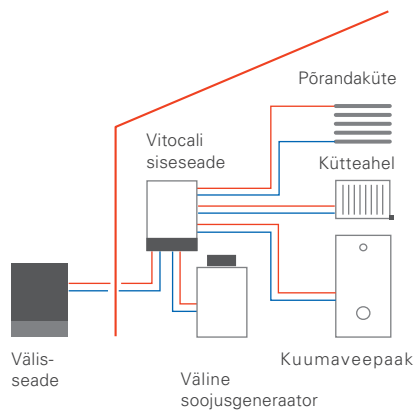 Põrandaküte
Vitocali
siseseade
Kütteahel
Välis-
seade
Väline
soojusgeneraator
Kuumaveepaak